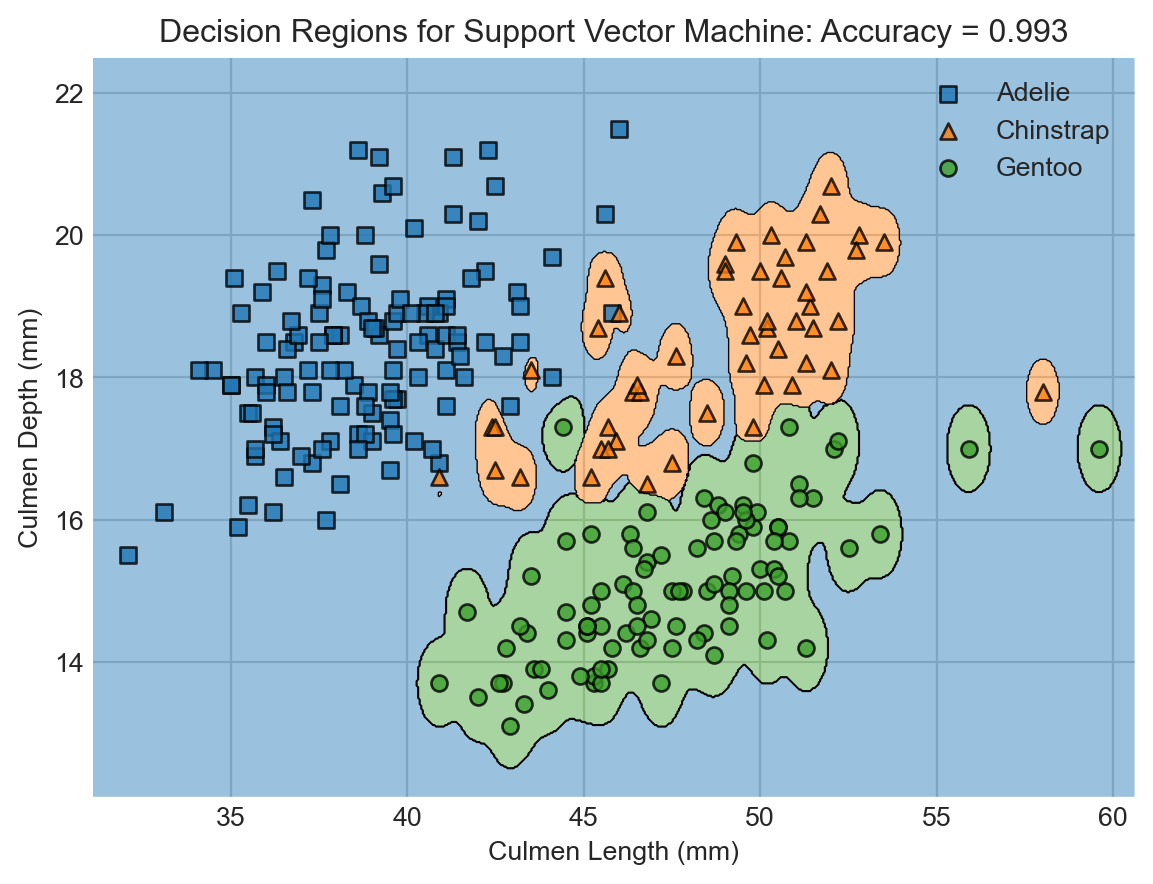 Decision Regions for Support Vector Machine: Accuracy = 0.993
Adelie
Chinstrap
Gentoo
22
20
18
16
14
Culmen Depth (mm)
35 40 45 50 55 60
Culmen Length (mm)